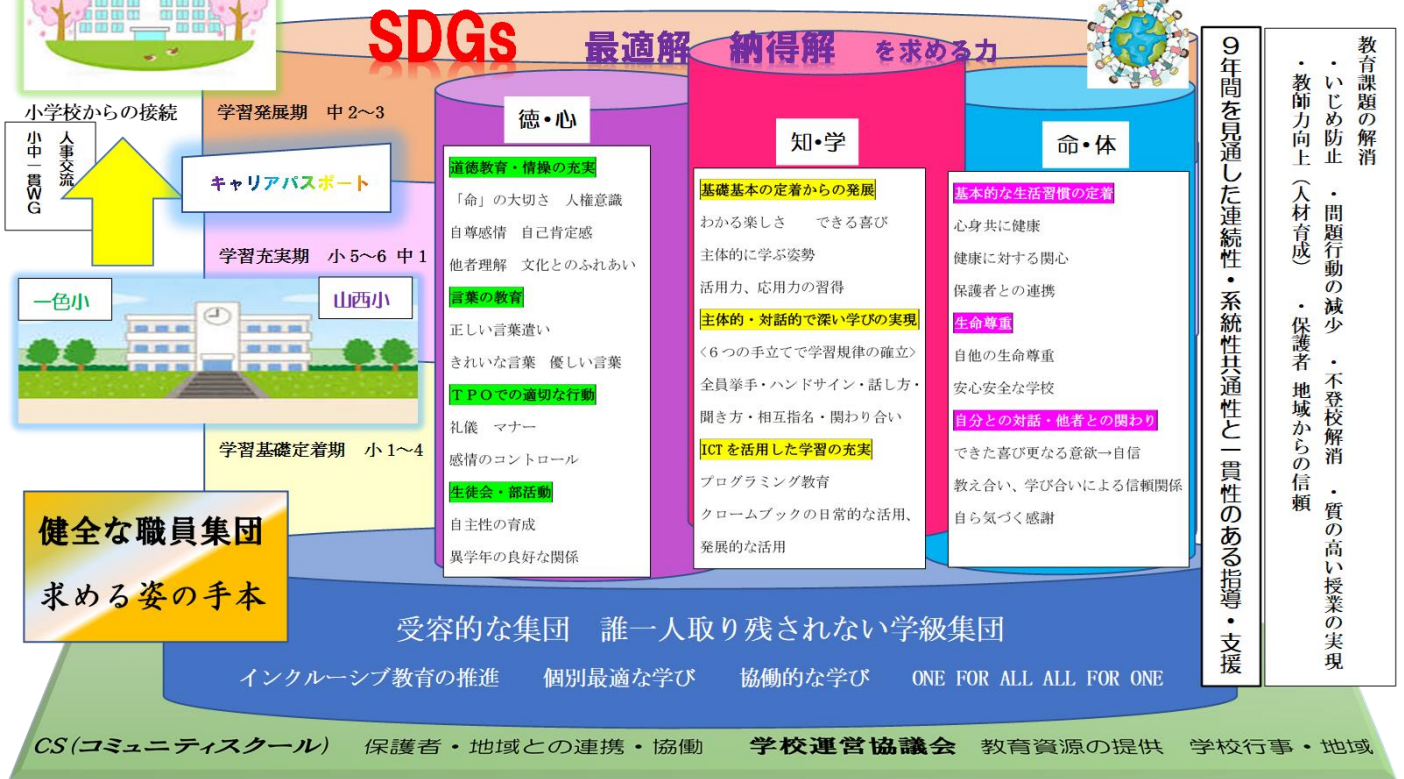 SDGs 最適解 納得解 を求める力
小学校からの接続
小中一貫WG
人事交流
キャリアパスポート
一色小
山西小
学習発展期 中2～3
学習充実期 小5～6 中1
学習基礎定着期 小1～4
健全な職員集団
求める姿の手本
徳・心
道徳教育・情操の充実
「命」の大切さ 人権意識
自尊感情 自己肯定感
他者理解 文化とのふれあい
言葉の教育
正しい言葉遣い
きれいな言葉 優しい言葉
TPOでの適切な行動
礼儀 マナー
感情のコントロール
生徒会・部活動
自主性の育成
異学年の良好な関係
知・学
基礎基本の定着からの発展
わかる楽しさ できる喜び
主体的に学ぶ姿勢
活用力、応用力の習得
主体的・対話的で深い学びの実現
<6つの手立てで学習規律の確立>
全員挙手・ハンドサイン・話し方・
聞き方・相互指名・関わり合い
ICTを活用した学習の充実
プログラミング教育
クロームブックの日常的な活用、
発展的な活用
命・体
基本的な生活習慣の定着
心身共に健康
健康に対する関心
保護者との連携
生命尊重
自他の生命尊重
安心安全な学校
自分との対話・他者との関わり
できた喜び更なる意欲→自信
教え合い、学び合いによる信頼関係
自ら気づく感謝
教育課題の解消
・いじめ防止 ・問題行動の減少 ・不登校解消 ・質の高い授業の実現
・教師力向上（人材育成） ・保護者 地域からの信頼
９年間を見通した連続性・系統性共通性と一貫性のある指導・支援
受容的な集団 誰一人取り残されない学級集団
インクルーシブ教育の推進 個別最適な学び 協働的な学び ONE FOR ALL ALL FOR ONE
CS(コミュニティスクール) 保護者・地域との連携・協働 学校運営協議会 教育資源の提供 学校行事・地域